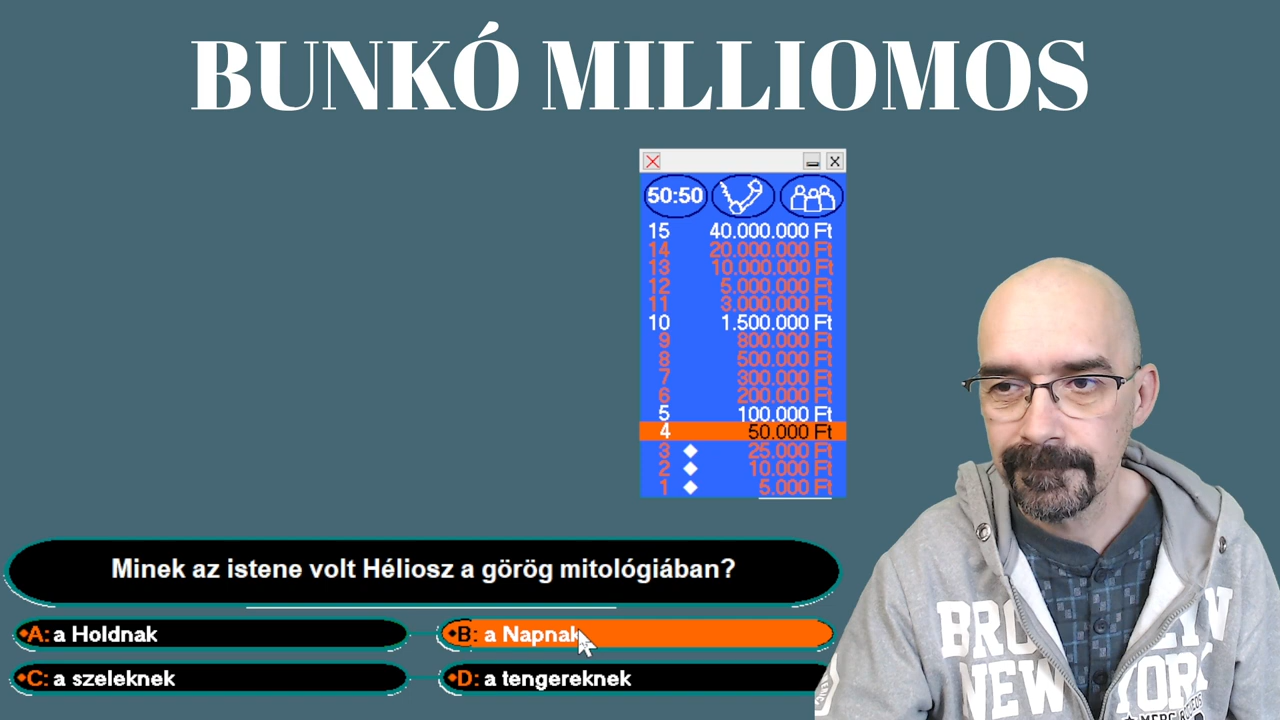 BUNKÓ MILLIOMOS
50:50
15 40.000.000 Ft
14 20.000.000 Ft
13 10.000.000 Ft
12 5.000.000 Ft
11 3.000.000 Ft
10 1.500.000 Ft
9 800.000 Ft
8 500.000 Ft
7 300.000 Ft
6 200.000 Ft
5 100.000 Ft
4 50.000 Ft
3 25.000 Ft
2 10.000 Ft
1 5.000 Ft
Minek az istene volt Héliosz a görög mitológiában?
A: a Holdnak
B: a Napnak
C: a szeleknek
D: a tengereknek
NEW YORK